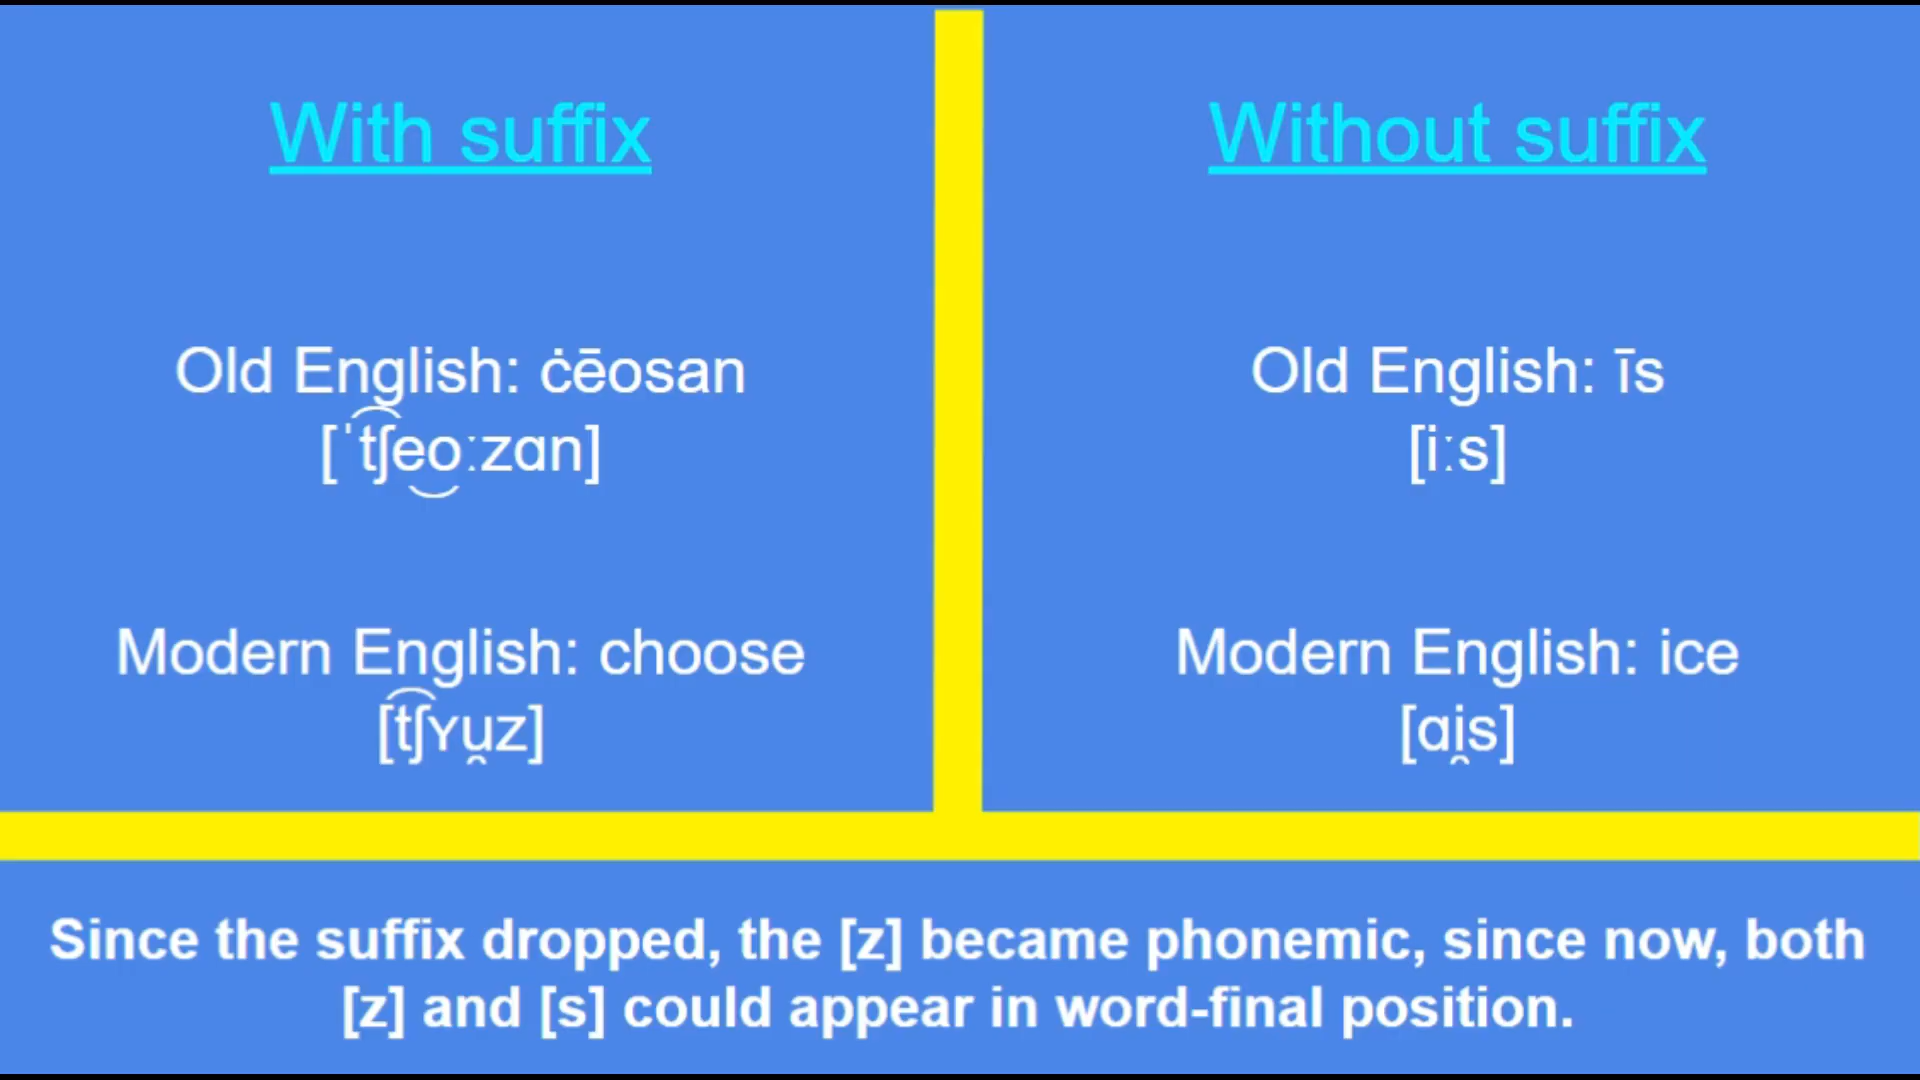 With suffix
Old English: ċēosan
[ˈt͡ʃe͜oːzɑn]
Modern English: choose
[t͡ʃʏu̯z]
Without suffix
Old English: īs
[iːs]
Modern English: ice
[ɑi̯s]
Since the suffix dropped, the [z] became phonemic, since now, both
[z] and [s] could appear in word-final position.